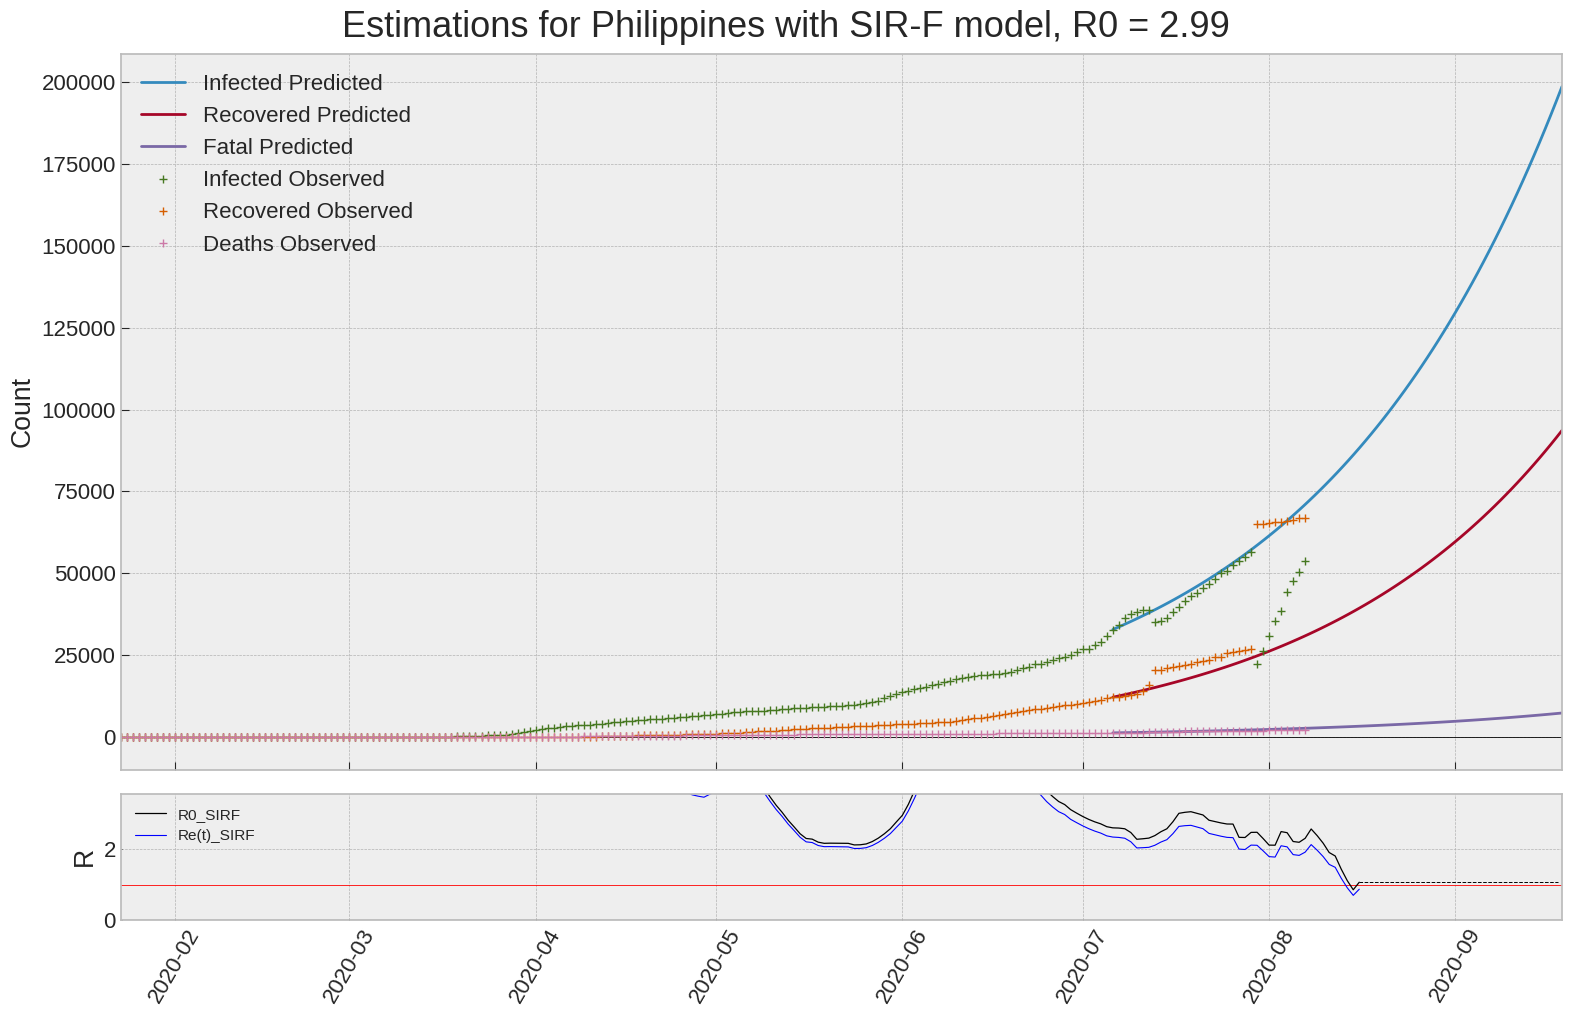 Estimations for Philippines with SIR-F model, R0 = 2.99
Count
200000
175000
150000
125000
100000
75000
50000
25000
0
Infected Predicted
Recovered Predicted
Fatal Predicted
Infected Observed
Recovered Observed
Deaths Observed
R
2
0
R0_SIRF
Re(t)_SIRF
2020-02
2020-03
2020-04
2020-05
2020-06
2020-07
2020-08
2020-09